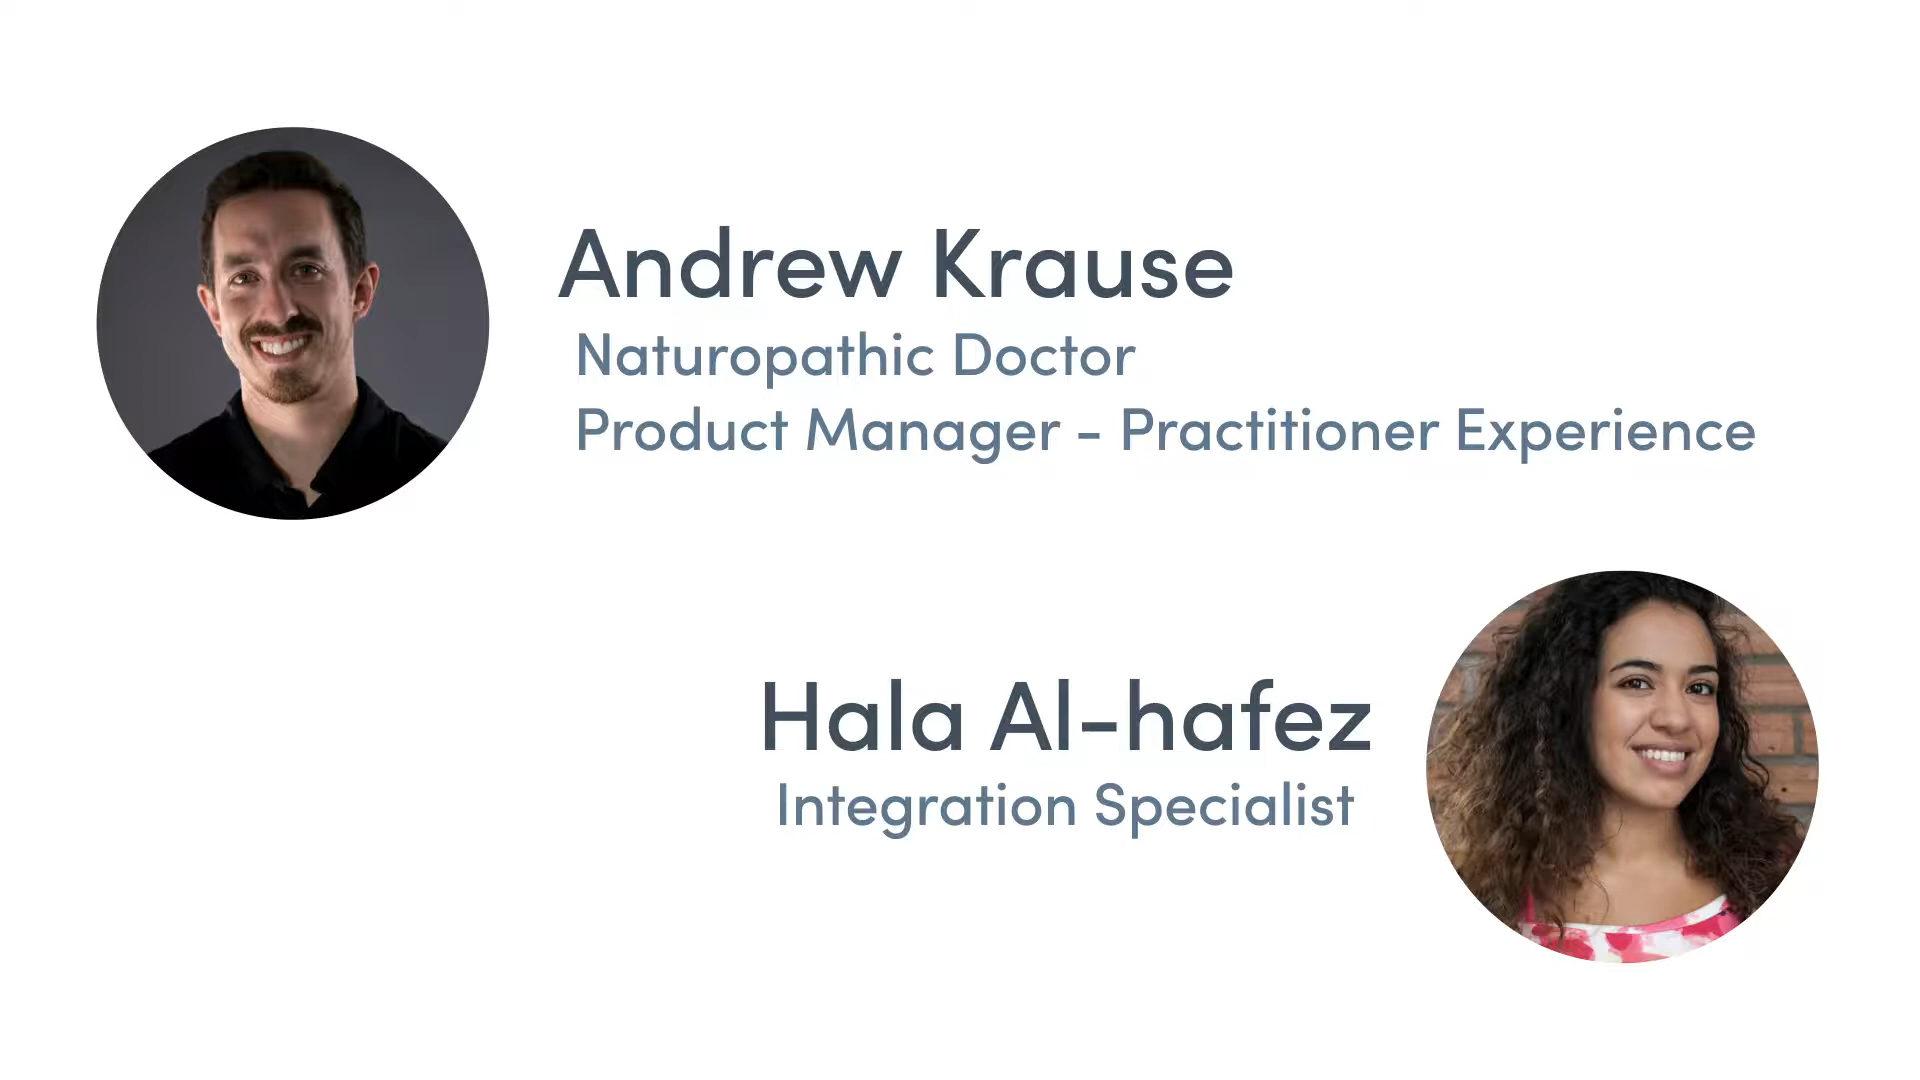 Andrew Krause
Naturopathic Doctor
Product Manager - Practitioner Experience
Hala Al-hafez
Integration Specialist